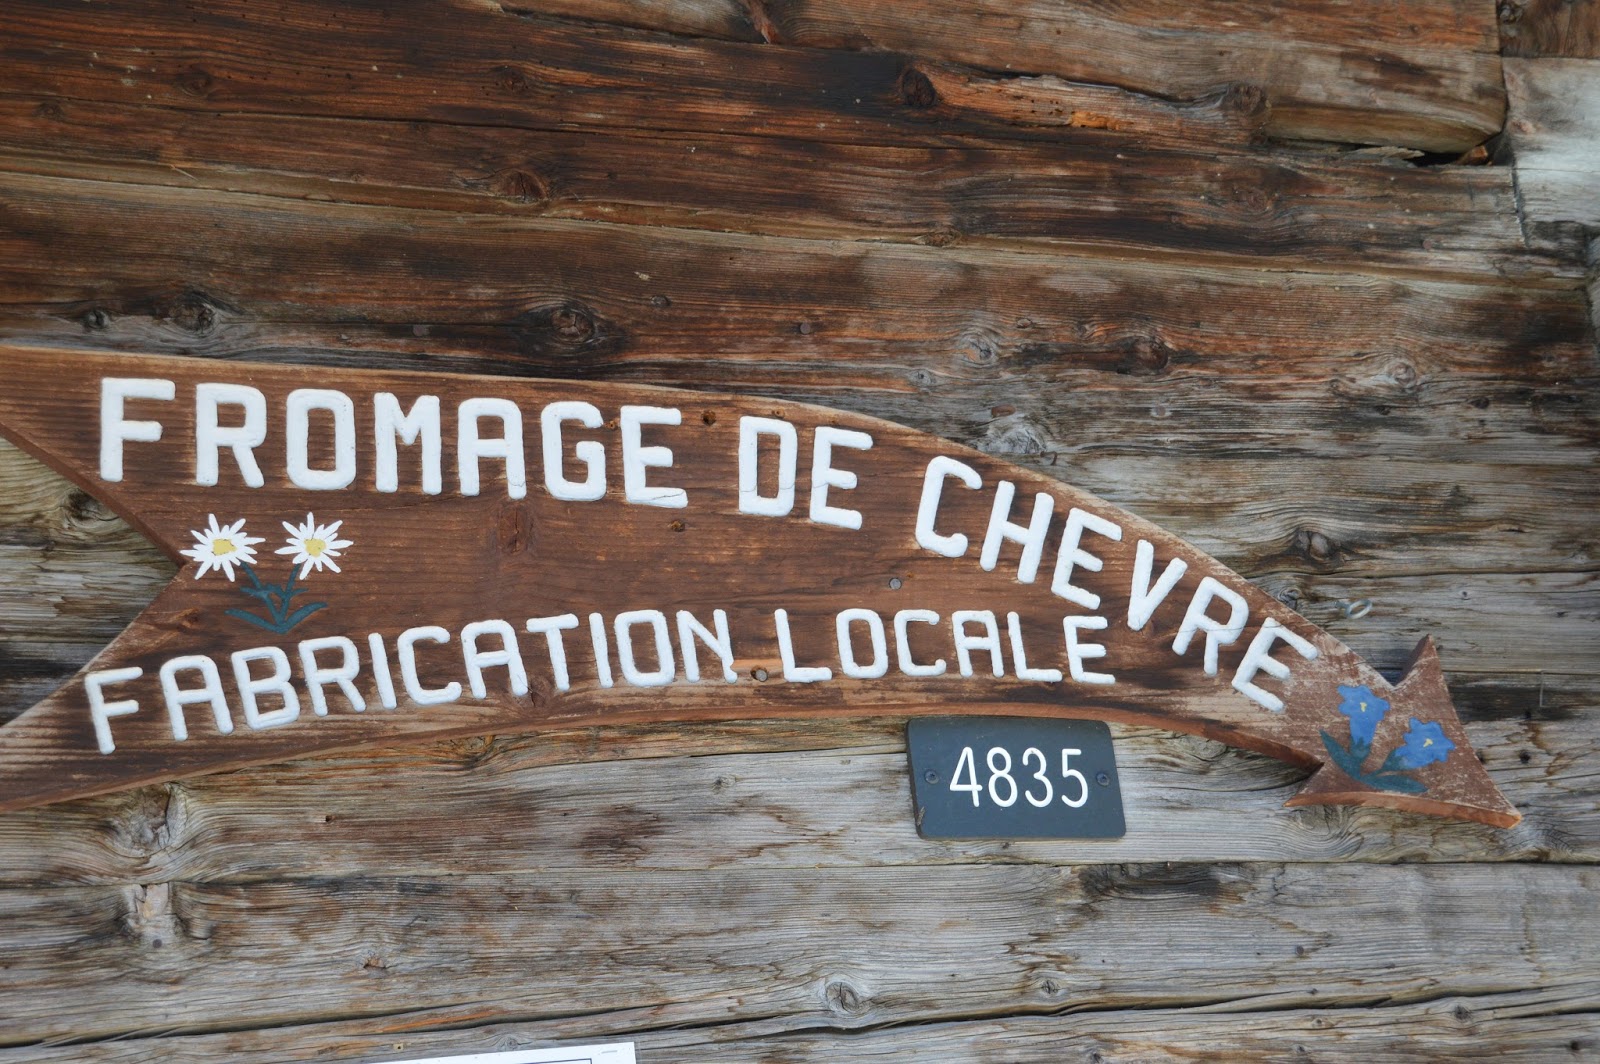 FROMAGE DE CHEVRE
FABRICATION LOCALE
4835